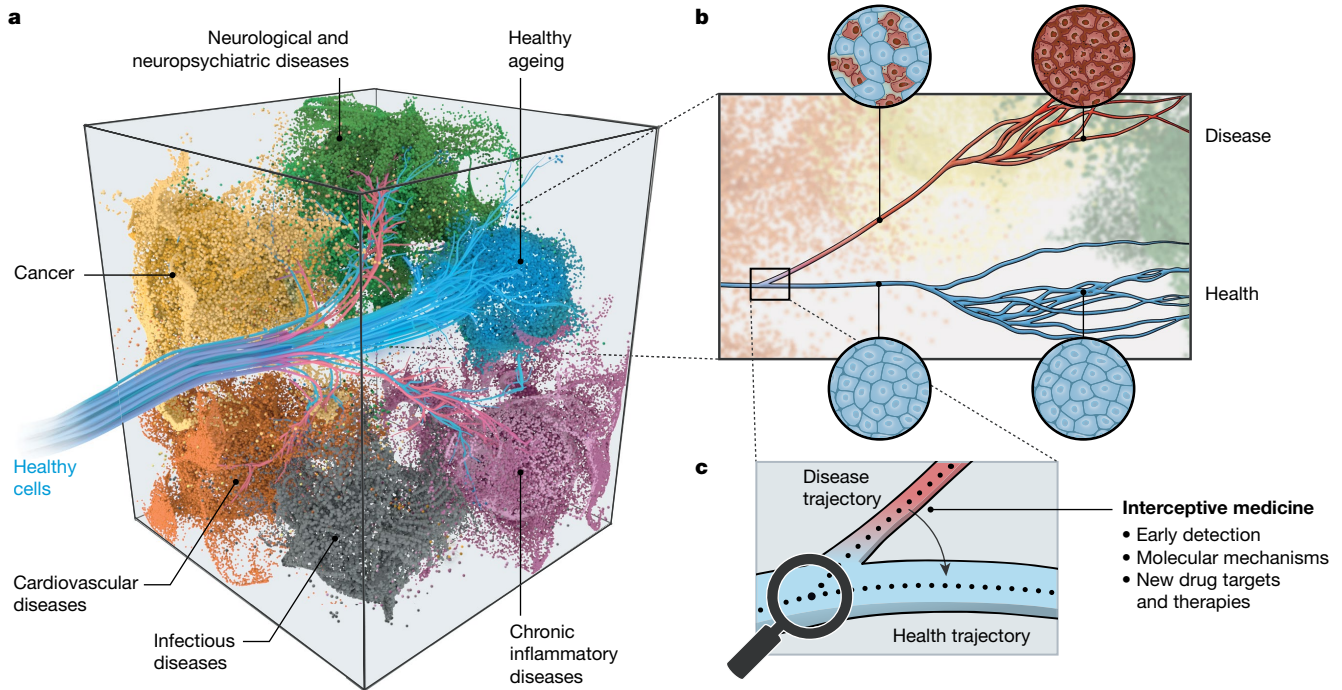 a
Neurological and
neuropsychiatric diseases
Healthy
ageing
Cancer
Healthy
cells
Cardiovascular
diseases
Infectious
diseases
Chronic
inflammatory
diseases
b
Disease
Health
c
Disease
trajectory
Health trajectory
Interceptive medicine
• Early detection
• Molecular mechanisms
• New drug targets
and therapies